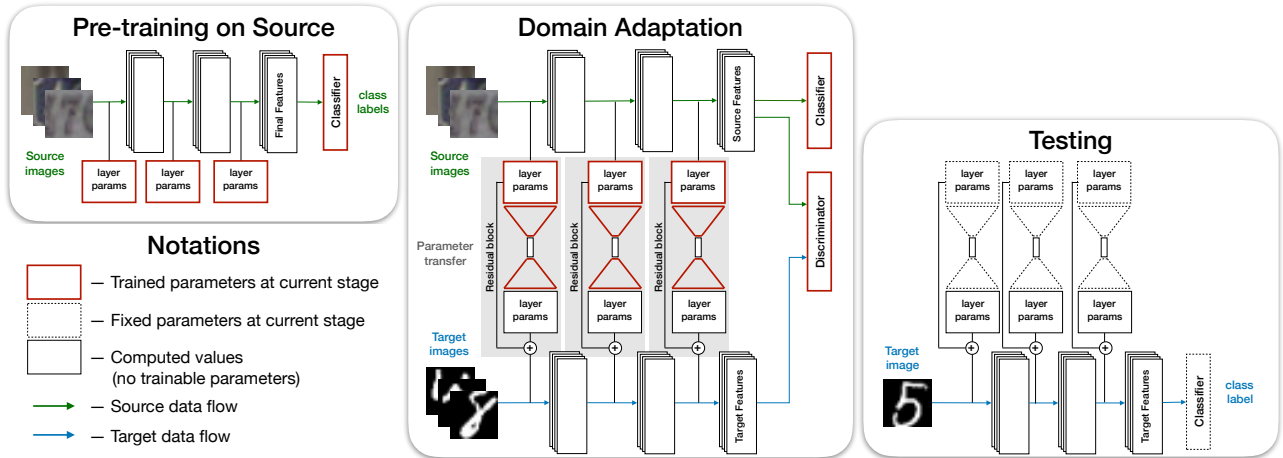 Pre-training on Source
Final Features
Classifier
class
labels
Source
images
layer
params
layer
params
layer
params
Notations
— Trained parameters at current stage
— Fixed parameters at current stage
— Computed values
(no trainable parameters)
— Source data flow
— Target data flow
Domain Adaptation
Source Features
Classifier
Source
images
layer
params
layer
params
layer
params
Parameter
transfer
Residual block
Residual block
Residual block
Discriminator
layer
params
layer
params
layer
params
+
+
+
Target
images
8
Target Features
Testing
layer
params
layer
params
layer
params
layer
params
layer
params
layer
params
+
+
+
Target
image
5
Target Features
Classifier
class
label